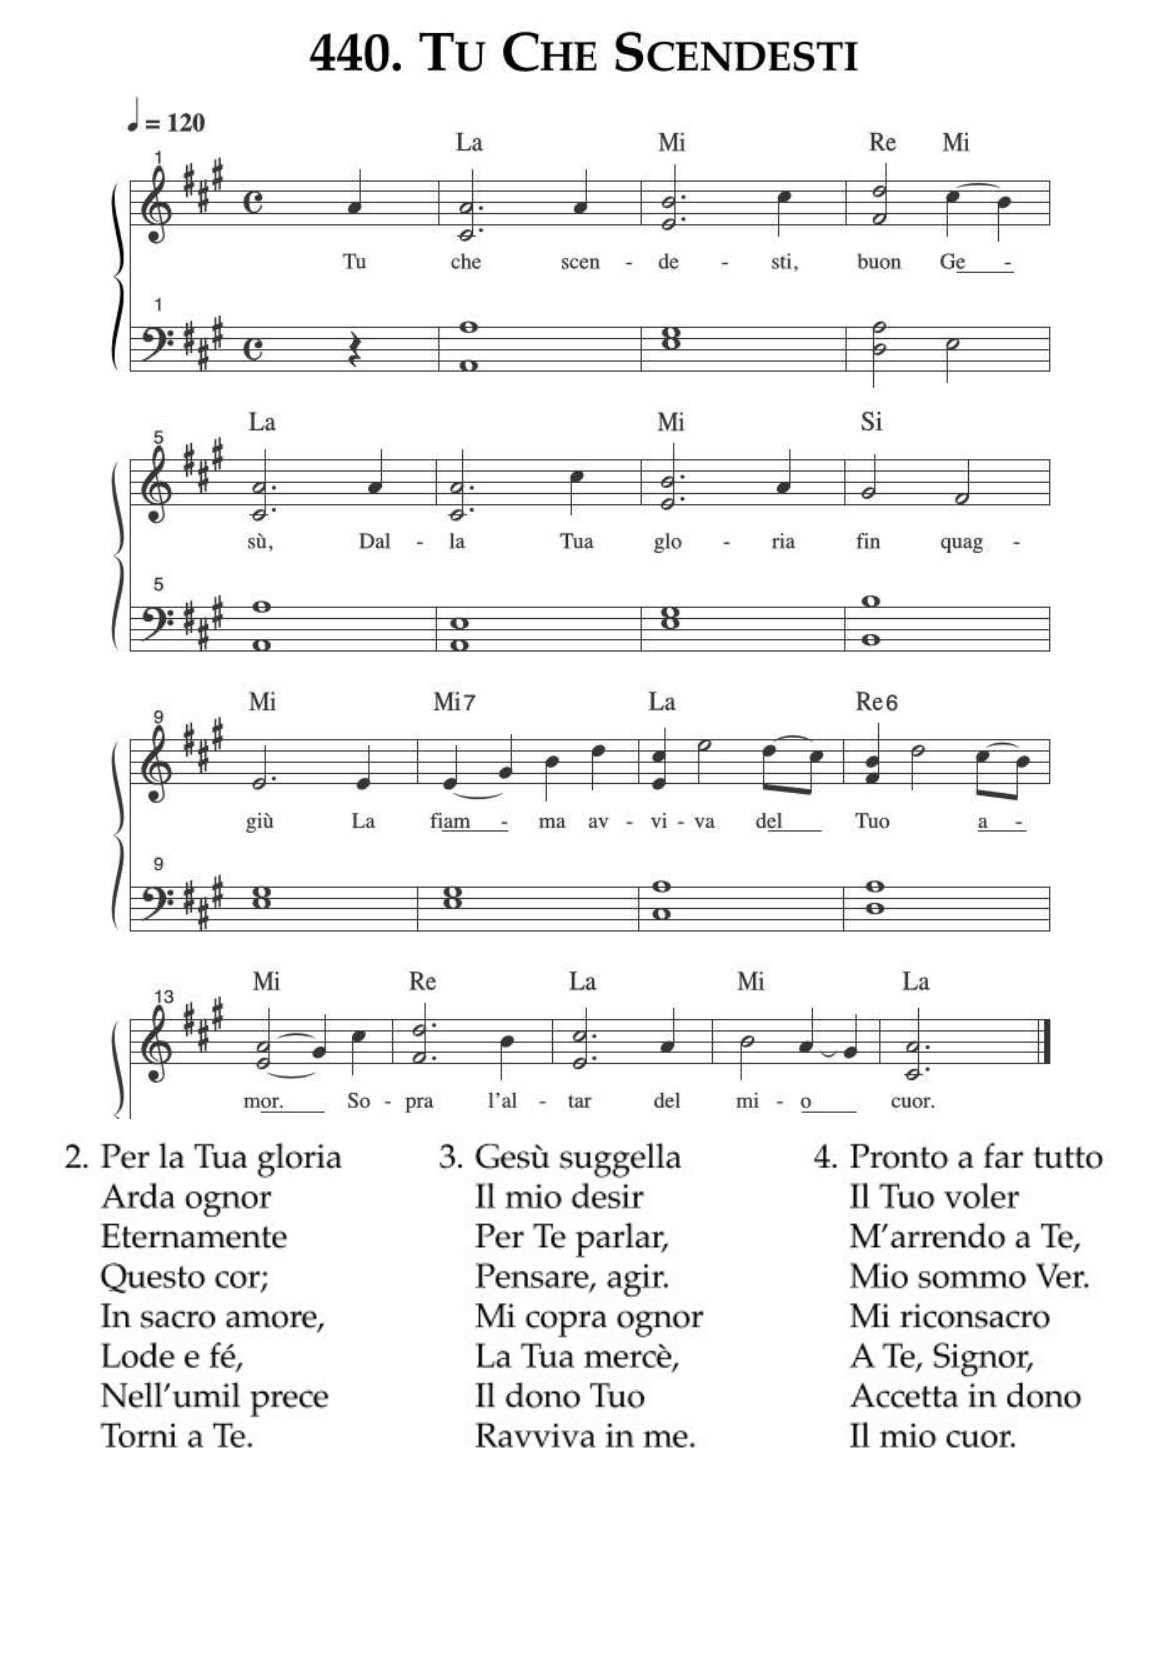 440. Tu Che Scendesti
= 120
La Mi Re Mi
1
Tu che scen - de - sti, buon Ge -
1
La Mi Si
5
sù, Dal - la Tua glo - ria fin quag -
5
Mi Mi7 La Re6
9
giù La fiam - ma av - vi - va del Tuo a -
9
Mi Re La Mi La
13
mor. So - pra l'al - tar del mi - o cuor.
2. Per la Tua gloria
Arda ognor
Eternamente
Questo cor;
In sacro amore,
Lode e fé,
Nell'umil prece
Torni a Te.
3. Gesù suggella
Il mio desir
Per Te parlar,
Pensare, agir.
Mi copra ognor
La Tua mercè,
Il dono Tuo
Ravviva in me.
4. Pronto a far tutto
Il Tuo voler
M'arrendo a Te,
Mio sommo Ver.
Mi riconsacro
A Te, Signor,
Accetta in dono
Il mio cuor.